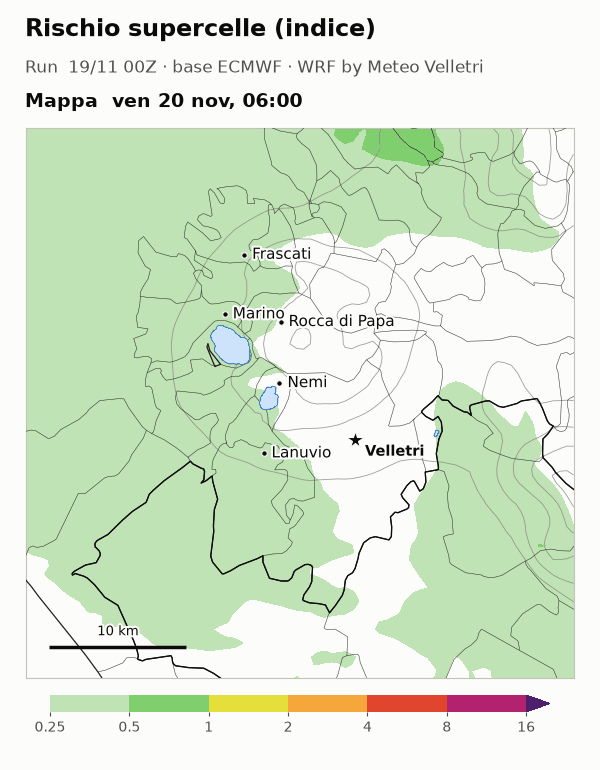 Rischio supercelle (indice)
Run  19/11 00Z · base ECMWF · WRF by Meteo Velletri
Mappa  ven 20 nov, 06:00
Frascati
Marino
Rocca di Papa
Nemi
Velletri
Lanuvio
10 km
0.25 0.5 1 2 4 8 16